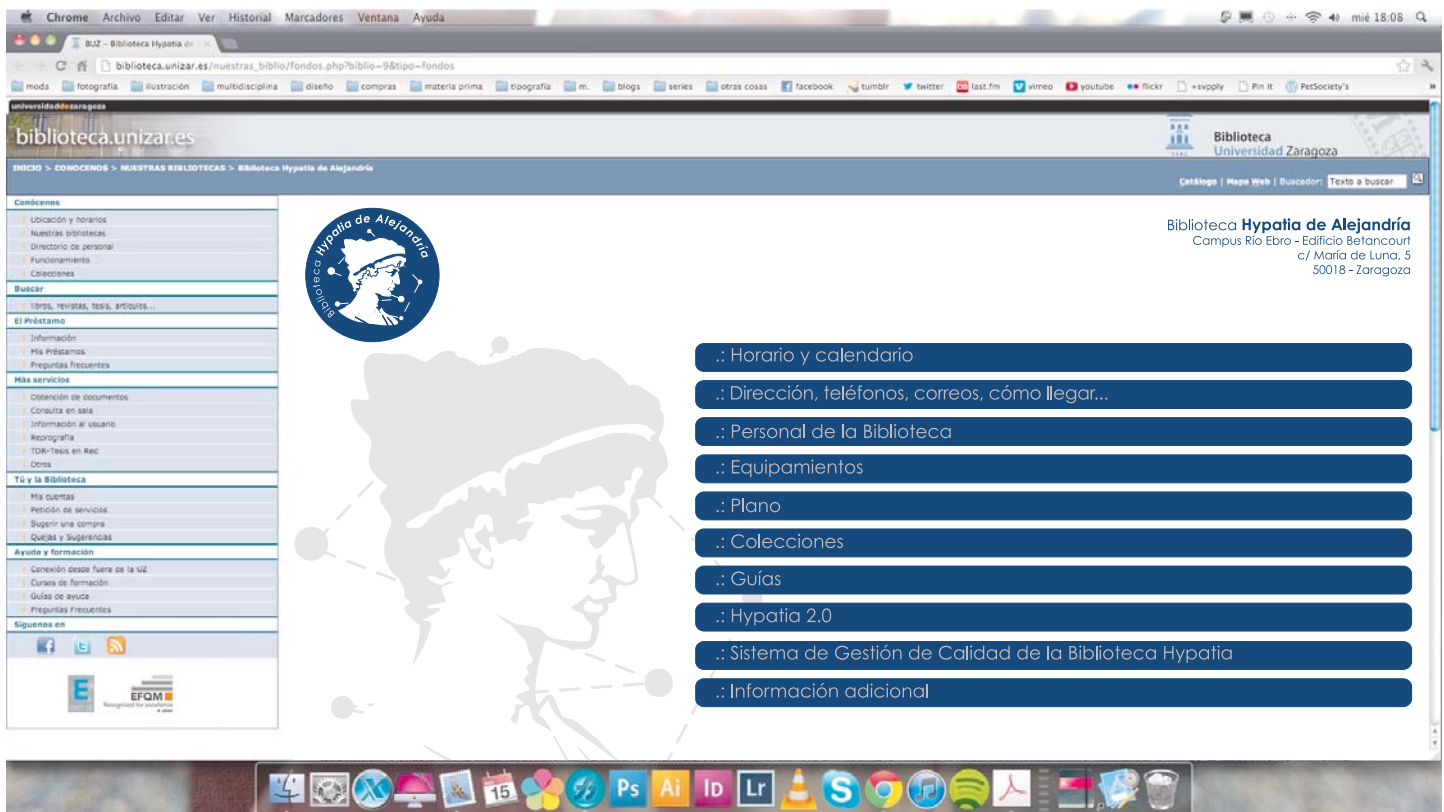 Chrome Archivo Editar Ver Historial Marcadores Ventana Ayuda mié 18:08
BUZ - Biblioteca Hypatia de
biblioteca.unizar.es/nuestras_biblio/fondos.php?biblio=9&tipo=fondos
moda fotografía ilustración multidisciplina diseño compras materia prima tipografía m. blogs series otras cosas facebook tumblr twitter last.fm vimeo youtube flickr +svpply Pin It PetSociety's »
universidaddezaragoza
biblioteca.unizar.es
Biblioteca
Universidad Zaragoza
INICIO > CONOCENOS > NUESTRAS BIBLIOTECAS > Biblioteca Hypatia de Alejandría
Catálogo | Mapa Web | Buscador: Texto a buscar
Conócenos
Ubicación y horarios
Nuestras bibliotecas
Directorio de personal
Funcionamiento
Colecciones
Buscar
libros, revistas, tesis, artículos...
El Préstamo
Información
Mis Préstamos
Preguntas frecuentes
Más servicios
Obtención de documentos
Consulta en sala
Información al usuario
Reprografía
TDR-Tesis en Red
Otros
Tú y la Biblioteca
Mis cuentas
Petición de servicios
Sugerir una compra
Quejas y Sugerencias
Ayuda y formación
Conexión desde fuera de la UZ
Cursos de formación
Guías de ayuda
Preguntas Frecuentes
Síguenos en
EFQM
Recognised for excellence
Biblioteca Hypatia de Alejandría
Biblioteca Hypatia de Alejandría
Campus Río Ebro - Edificio Betancourt
c/ María de Luna, 5
50018 - Zaragoza
.: Horario y calendario
.: Dirección, teléfonos, correos, cómo llegar...
.: Personal de la Biblioteca
.: Equipamientos
.: Plano
.: Colecciones
.: Guías
.: Hypatia 2.0
.: Sistema de Gestión de Calidad de la Biblioteca Hypatia
.: Información adicional
15 Ps Ai ID Lr